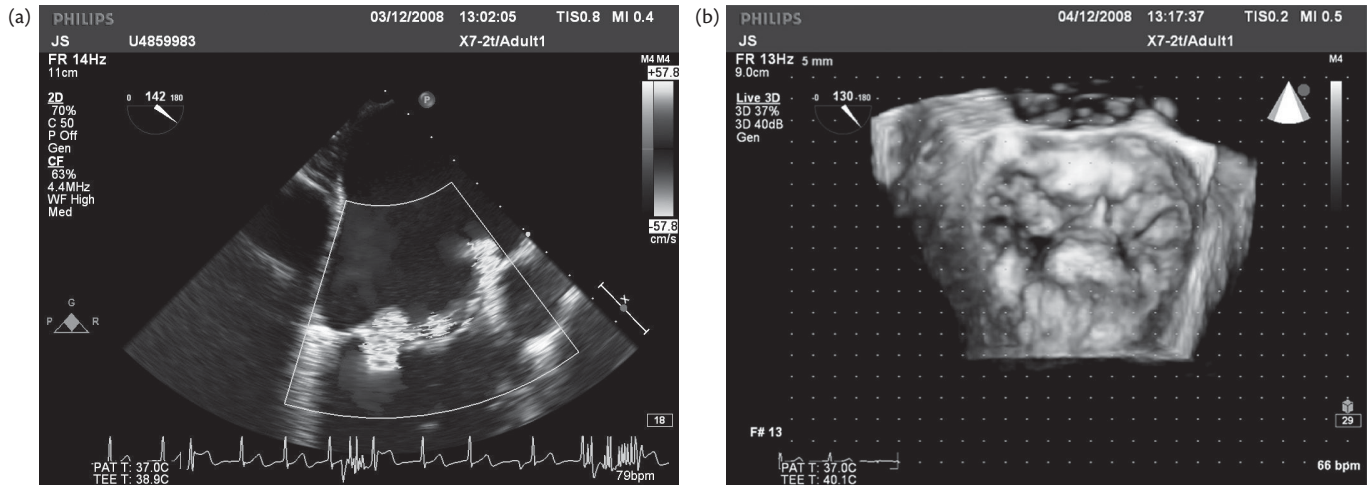 (a)
PHILIPS
03/12/2008 13:02:05 TIS0.8 MI 0.4
JS U4859983 X7-2t/Adult1
FR 14Hz
11cm
M4 M4
+57.8
2D
70%
C 50
P Off
Gen
CF
63%
4.4MHz
WF High
Med
0 142 180
P
-57.8
cm/s
X
G
P R
18
PAT T: 37.0C
TEE T: 38.9C
79bpm
(b)
PHILIPS
04/12/2008 13:17:37 TIS0.2 MI 0.5
JS X7-2t/Adult1
FR 13Hz 5 mm
9.0cm
M4
Live 3D
3D 37%
3D 40dB
Gen
-0 130 -180
29
F# 13
PAT T: 37.0C
TEE T: 40.1C
66 bpm